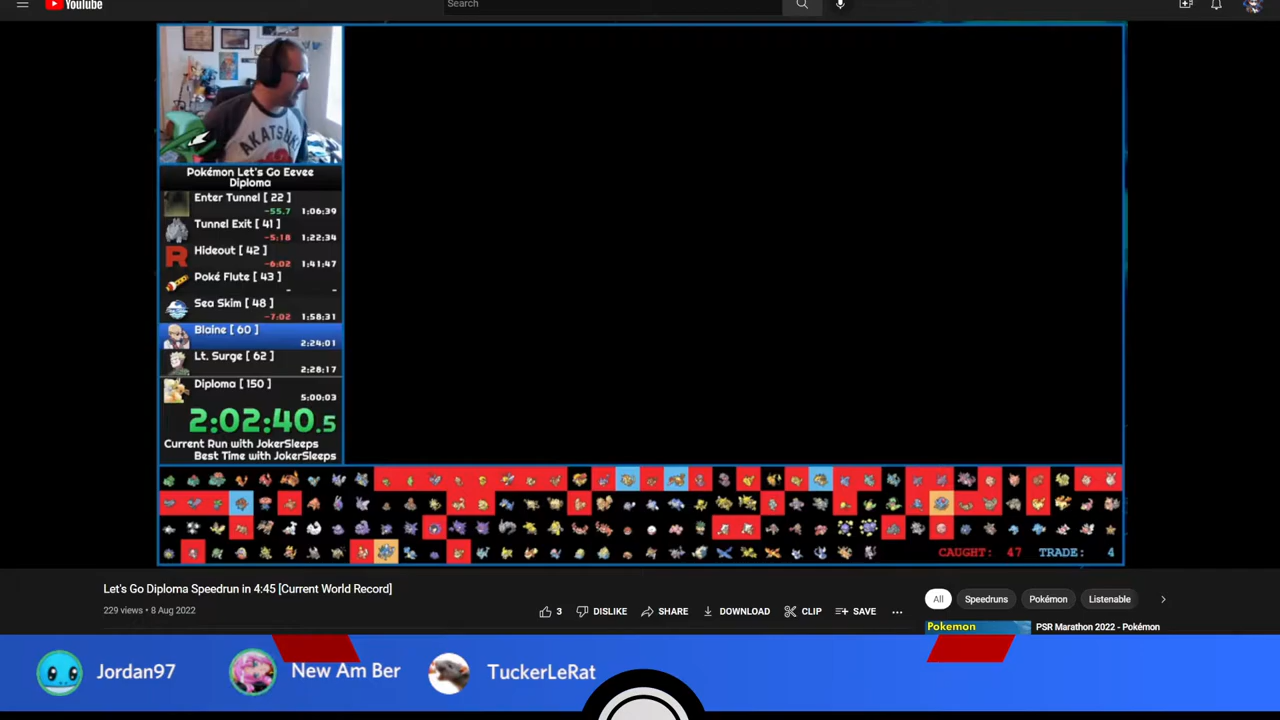 YouTube
Search
AKATSUKI
Pokémon Let's Go Eevee
Diploma
Enter Tunnel [ 22 ]
-55.7 1:06:39
Tunnel Exit [ 41 ]
-5:18 1:22:34
Hideout [ 42 ]
-6:02 1:41:47
Poké Flute [ 43 ]
- -
Sea Skim [ 48 ]
-7:02 1:58:31
Blaine [ 60 ]
2:24:01
Lt. Surge [ 62 ]
2:28:17
Diploma [ 150 ]
5:00:03
2:02:40.5
Current Run with JokerSleeps
Best Time with JokerSleeps
CAUGHT: 47 TRADE: 4
Let's Go Diploma Speedrun in 4:45 [Current World Record]
229 views • 8 Aug 2022
3 DISLIKE SHARE DOWNLOAD CLIP SAVE ...
All Speedruns Pokémon Listenable
Pokemon
PSR Marathon 2022 - Pokémon
Jordan97 New Am Ber TuckerLeRat